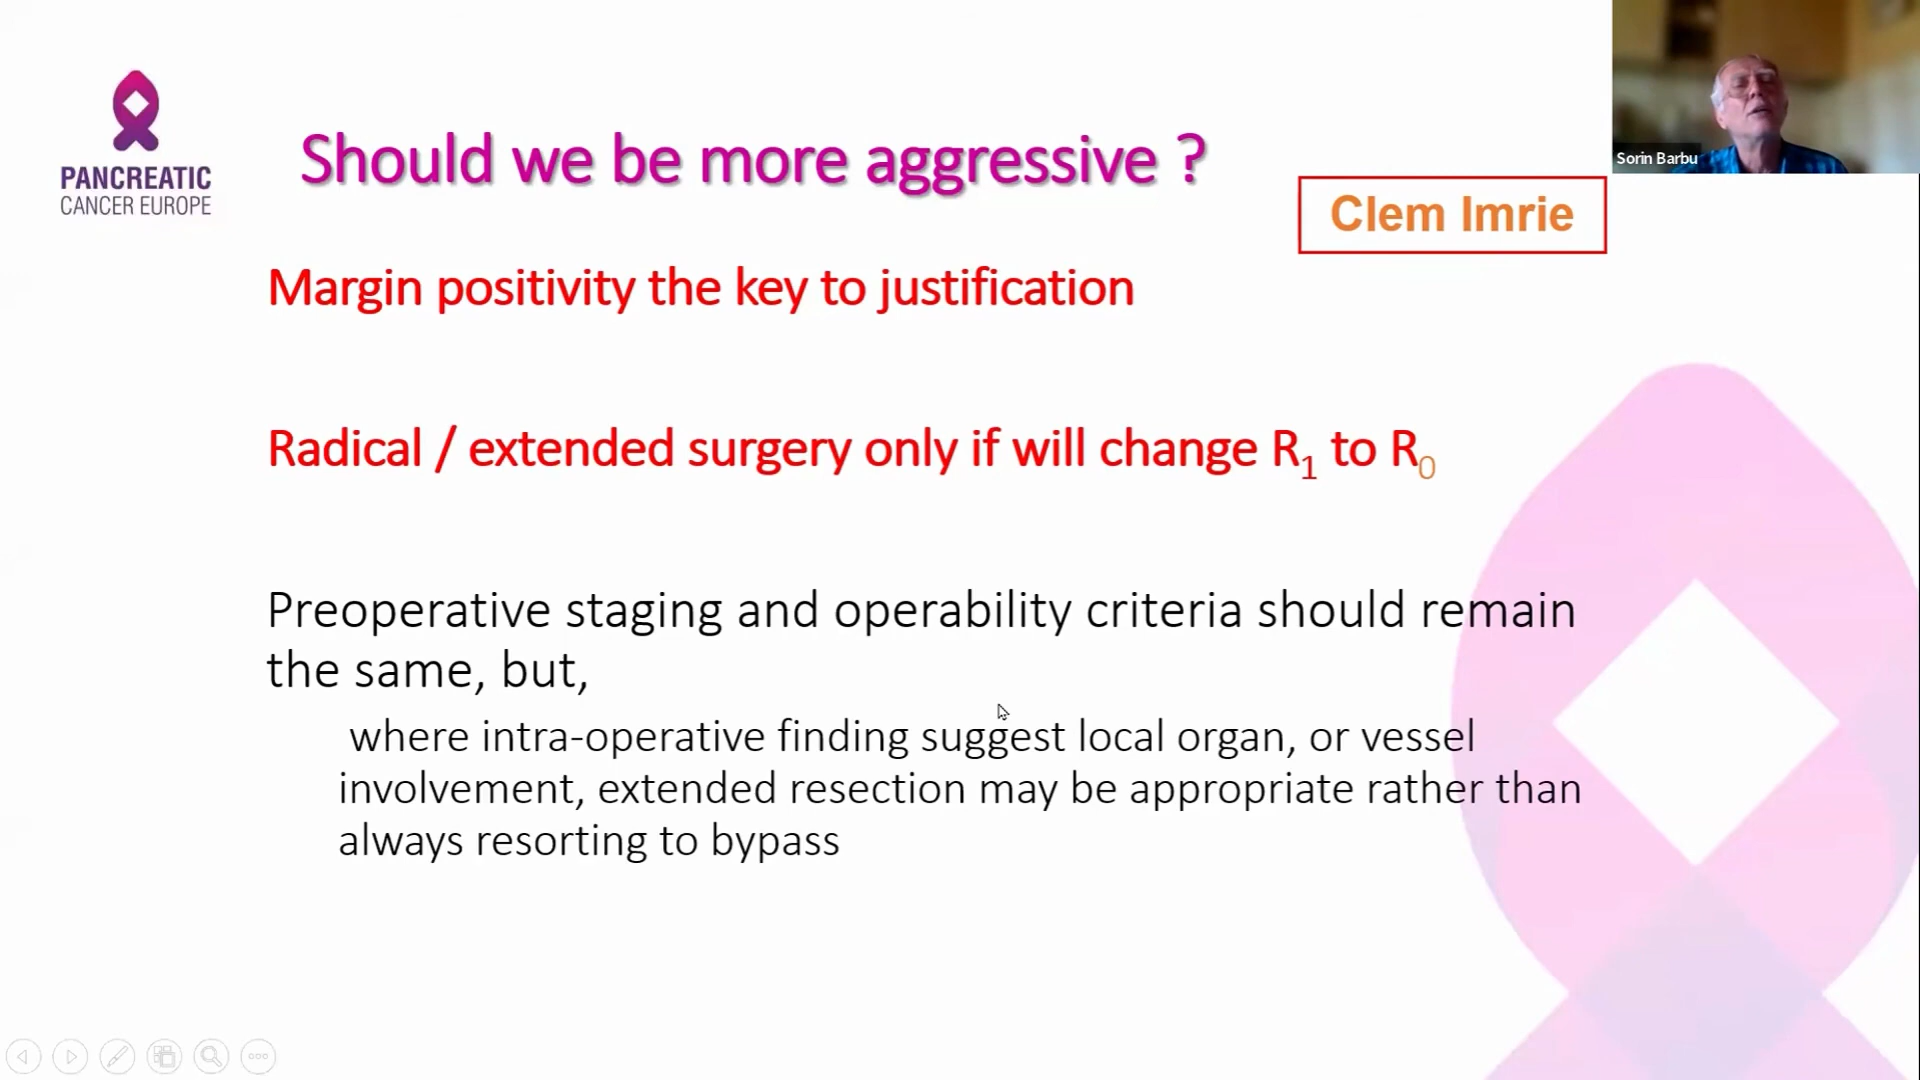 PANCREATIC
CANCER EUROPE
Should we be more aggressive ?
Sorin Barbu
Clem Imrie
Margin positivity the key to justification
Radical / extended surgery only if will change R1 to R0
Preoperative staging and operability criteria should remain
the same, but,
where intra-operative finding suggest local organ, or vessel
involvement, extended resection may be appropriate rather than
always resorting to bypass